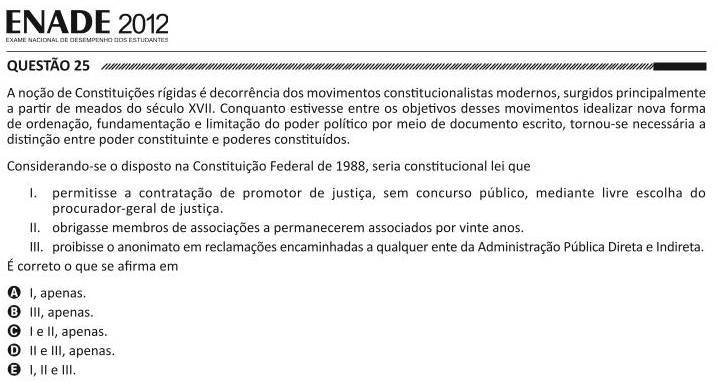 ENADE 2012
EXAME NACIONAL DE DESEMPENHO DOS ESTUDANTES
QUESTÃO 25
A noção de Constituições rígidas é decorrência dos movimentos constitucionalistas modernos, surgidos principalmente
a partir de meados do século XVII. Conquanto estivesse entre os objetivos desses movimentos idealizar nova forma
de ordenação, fundamentação e limitação do poder político por meio de documento escrito, tornou-se necessária a
distinção entre poder constituinte e poderes constituídos.
Considerando-se o disposto na Constituição Federal de 1988, seria constitucional lei que
I. permitisse a contratação de promotor de justiça, sem concurso público, mediante livre escolha do
procurador-geral de justiça.
II. obrigasse membros de associações a permanecerem associados por vinte anos.
III. proibisse o anonimato em reclamações encaminhadas a qualquer ente da Administração Pública Direta e Indireta.
É correto o que se afirma em
A I, apenas.
B III, apenas.
C I e II, apenas.
D II e III, apenas.
E I, II e III.